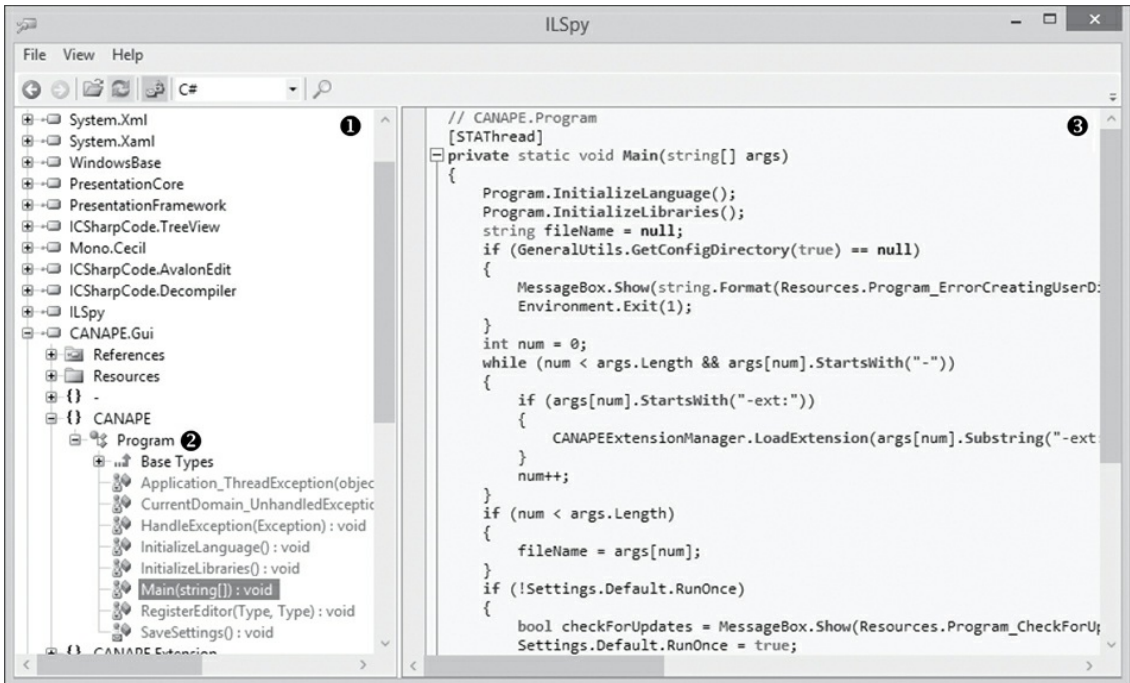 ILSpy
File View Help
C#
System.Xml
System.Xaml
WindowsBase
PresentationCore
PresentationFramework
ICSharpCode.TreeView
Mono.Cecil
ICSharpCode.AvalonEdit
ICSharpCode.Decompiler
ILSpy
CANAPE.Gui
References
Resources
{} -
{} CANAPE
Program ❷
Base Types
Application_ThreadException(objec
CurrentDomain_UnhandledExceptic
HandleException(Exception) : void
InitializeLanguage() : void
InitializeLibraries() : void
Main(string[]) : void
RegisterEditor(Type, Type) : void
SaveSettings() : void
{} CANAPE.Extension
❶
❸
// CANAPE.Program
[STAThread]
private static void Main(string[] args)
{
Program.InitializeLanguage();
Program.InitializeLibraries();
string fileName = null;
if (GeneralUtils.GetConfigDirectory(true) == null)
{
MessageBox.Show(string.Format(Resources.Program_ErrorCreatingUserDi
Environment.Exit(1);
}
int num = 0;
while (num < args.Length && args[num].StartsWith("-"))
{
if (args[num].StartsWith("-ext:"))
{
CANAPEExtensionManager.LoadExtension(args[num].Substring("-ext:
}
num++;
}
if (num < args.Length)
{
fileName = args[num];
}
if (!Settings.Default.RunOnce)
{
bool checkForUpdates = MessageBox.Show(Resources.Program_CheckForUp
Settings.Default.RunOnce = true;